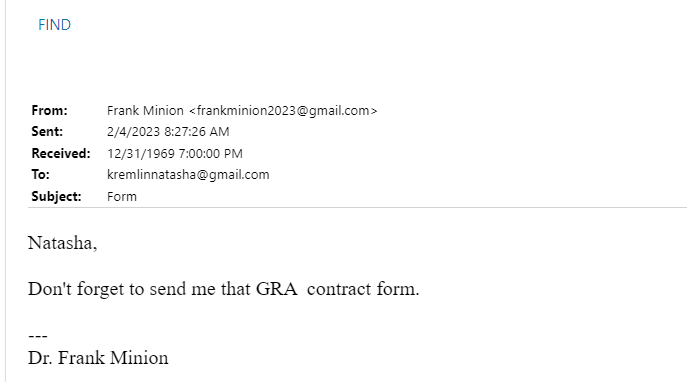 FIND
From: Frank Minion <frankminion2023@gmail.com>
Sent: 2/4/2023 8:27:26 AM
Received: 12/31/1969 7:00:00 PM
To: kremlinnatasha@gmail.com
Subject: Form
Natasha,
Don't forget to send me that GRA  contract form.
---
Dr. Frank Minion